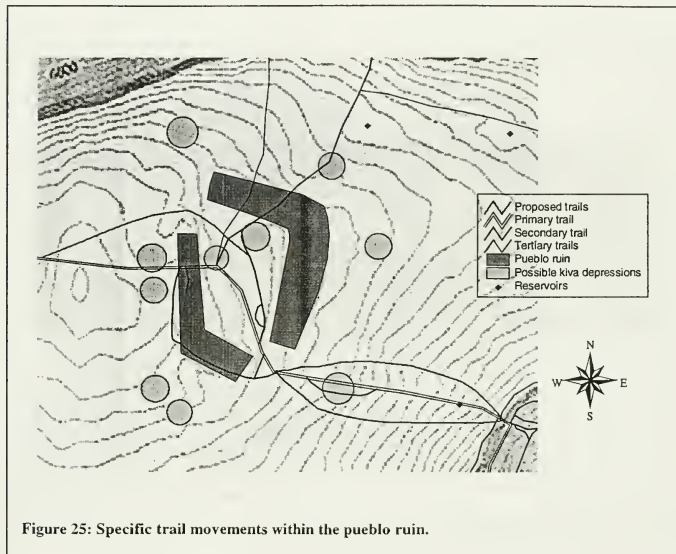 Proposed trails
Primary trail
Secondary trail
Tertiary trails
Pueblo ruin
Possible kiva depressions
Reservoirs
N
W E
S
Figure 25: Specific trail movements within the pueblo ruin.